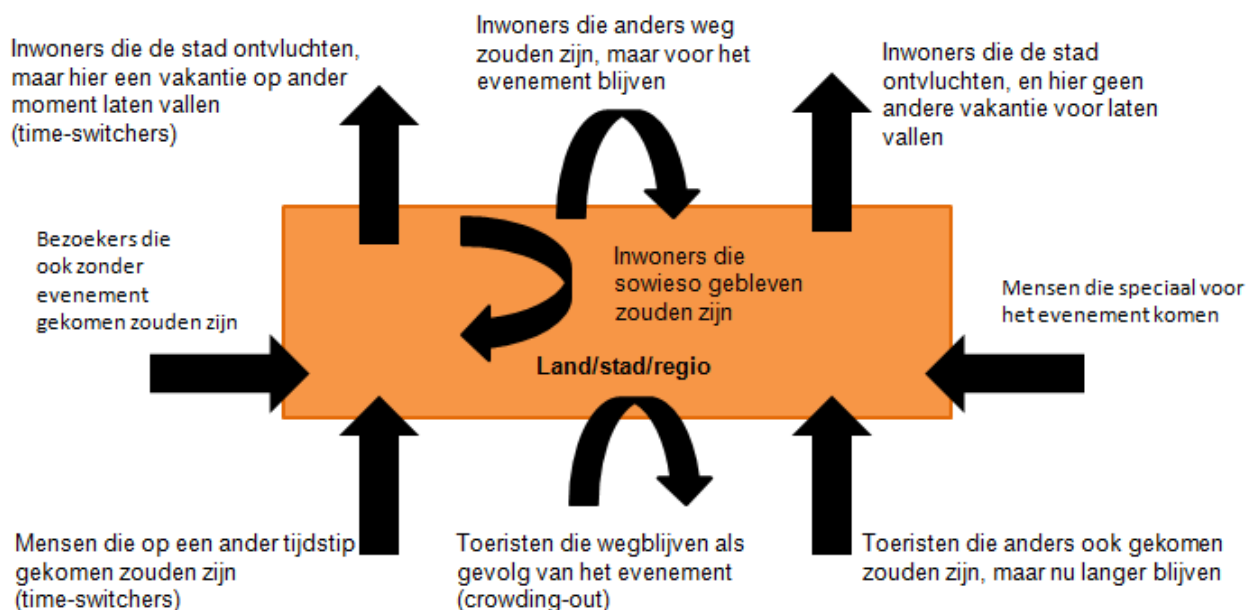 Inwoners die de stad ontvluchten,
maar hier een vakantie op ander
moment laten vallen
(time-switchers)
Inwoners die anders weg
zouden zijn, maar voor het
evenement blijven
Inwoners die de stad
ontvluchten, en hier geen
andere vakantie voor laten
vallen
Bezoekers die
ook zonder
evenement
gekomen zouden zijn
Inwoners die
sowieso gebleven
zouden zijn
Land/stad/regio
Mensen die speciaal voor
het evenement komen
Mensen die op een ander tijdstip
gekomen zouden zijn
(time-switchers)
Toeristen die wegblijven als
gevolg van het evenement
(crowding-out)
Toeristen die anders ook gekomen
zouden zijn, maar nu langer blijven